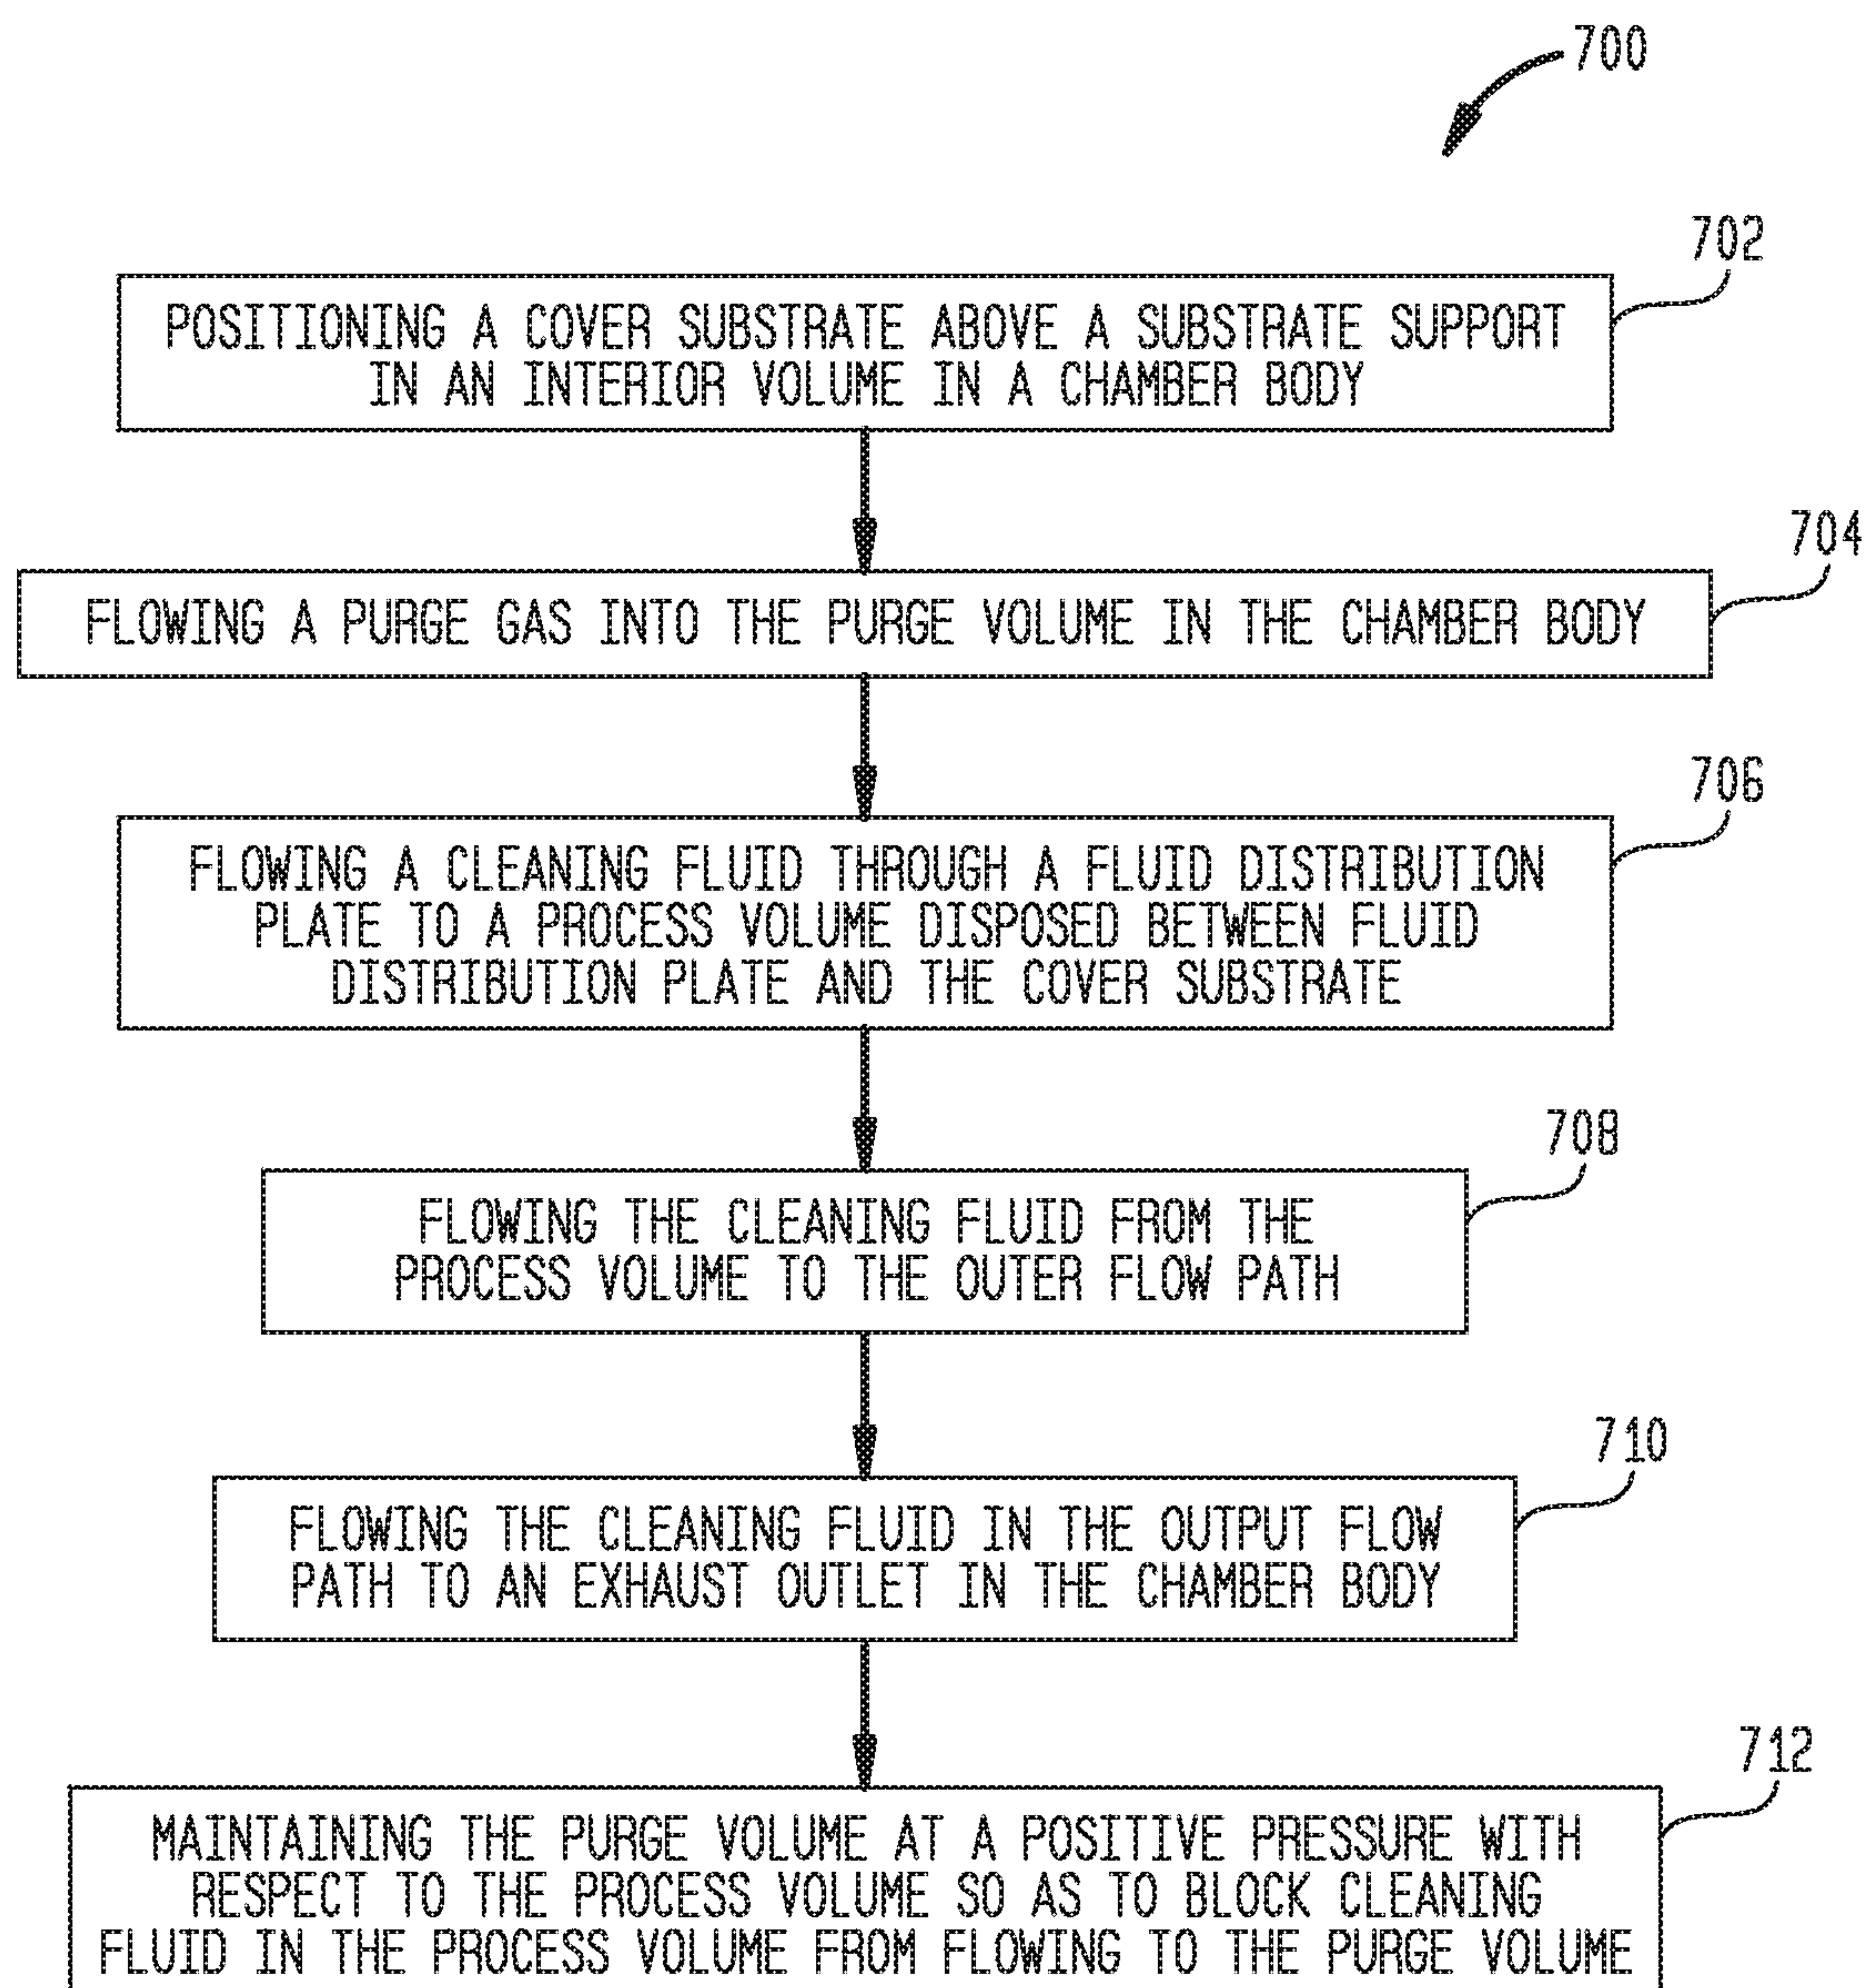 700
702
POSITIONING A COVER SUBSTRATE ABOVE A SUBSTRATE SUPPORT
IN AN INTERIOR VOLUME IN A CHAMBER BODY
704
FLOWING A PURGE GAS INTO THE PURGE VOLUME IN THE CHAMBER BODY
706
FLOWING A CLEANING FLUID THROUGH A FLUID DISTRIBUTION
PLATE TO A PROCESS VOLUME DISPOSED BETWEEN FLUID
DISTRIBUTION PLATE AND THE COVER SUBSTRATE
708
FLOWING THE CLEANING FLUID FROM THE
PROCESS VOLUME TO THE OUTER FLOW PATH
710
FLOWING THE CLEANING FLUID IN THE OUTPUT FLOW
PATH TO AN EXHAUST OUTLET IN THE CHAMBER BODY
712
MAINTAINING THE PURGE VOLUME AT A POSITIVE PRESSURE WITH
RESPECT TO THE PROCESS VOLUME SO AS TO BLOCK CLEANING
FLUID IN THE PROCESS VOLUME FROM FLOWING TO THE PURGE VOLUME